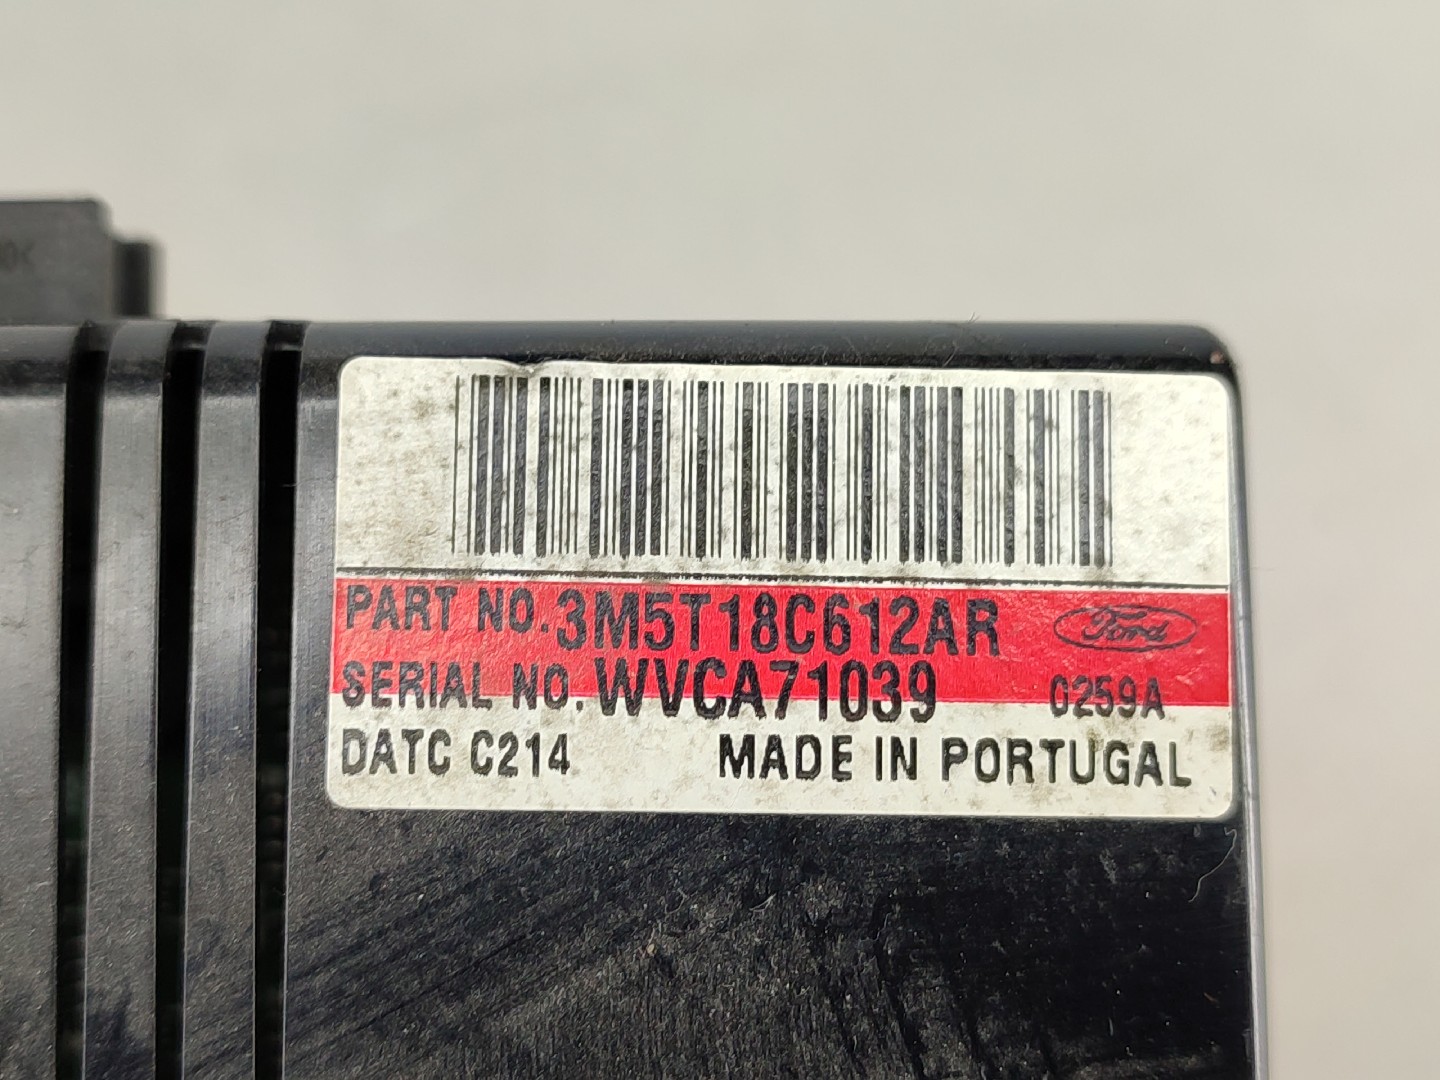 PART NO. 3M5T18C612AR Ford
SERIAL NO. WVCA71039 0259A
DATC C214 MADE IN PORTUGAL